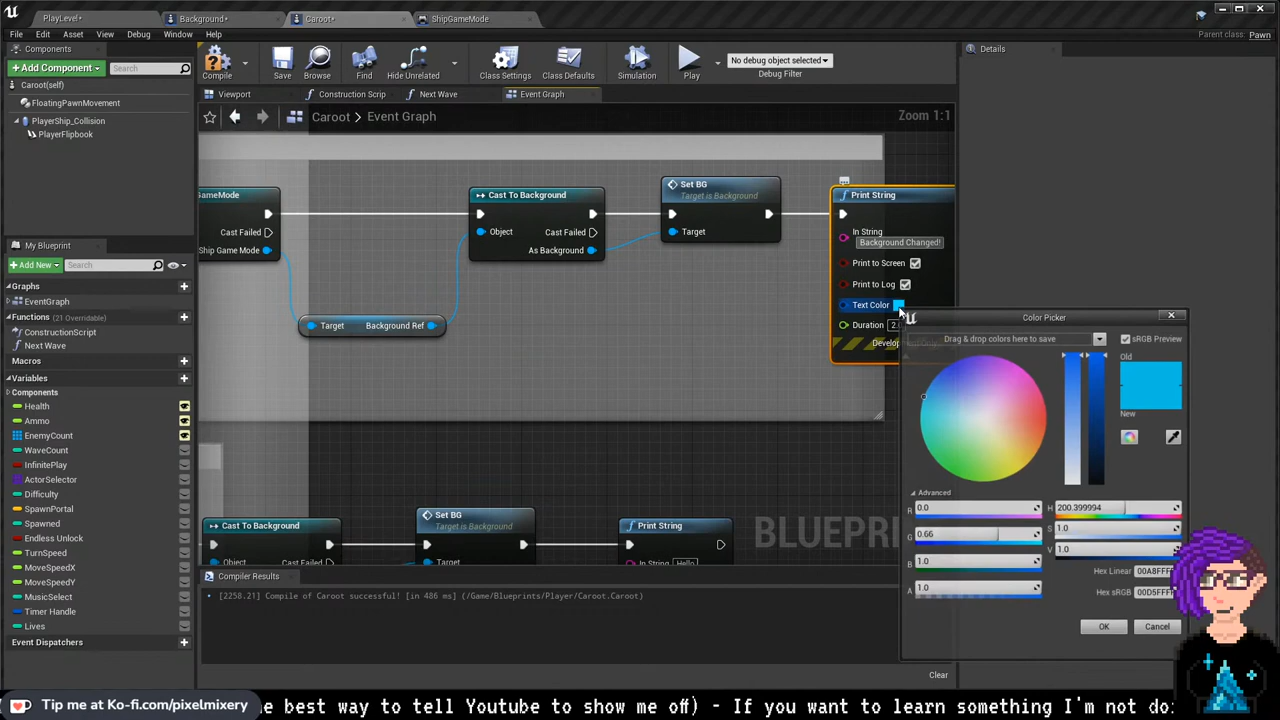 PlayLevel•
Background•
Caroot•
ShipGameMode
File Edit Asset View Debug Window Help
Parent class: Pawn
Components
Add Component
Search
Caroot(self)
FloatingPawnMovement
PlayerShip_Collision
PlayerFlipbook
Compile Save Browse Find Hide Unrelated Class Settings Class Defaults Simulation Play
No debug object selected
Debug Filter
Details
Viewport Construction Scrip Next Wave Event Graph
Caroot > Event Graph
Zoom 1:1
GameMode
Cast Failed
Ship Game Mode
Target Background Ref
Cast To Background
Object Cast Failed
As Background
Set BG
Target is Background
Target
Print String
In String
Background Changed!
Print to Screen
Print to Log
Text Color
Duration 2.
My Blueprint
Add New Search
Graphs
EventGraph
Functions (21 Overridable)
ConstructionScript
Next Wave
Macros
Variables
Components
Health
Ammo
EnemyCount
WaveCount
InfinitePlay
ActorSelector
Difficulty
SpawnPortal
Spawned
Endless Unlock
TurnSpeed
MoveSpeedX
MoveSpeedY
MusicSelect
Timer Handle
Lives
Event Dispatchers
Color Picker
Drag & drop colors here to save
sRGB Preview
Old
New
Advanced
R 0.0
G 0.66
B 1.0
A 1.0
H 200.399994
S 1.0
V 1.0
Hex Linear 00A8FFFF
Hex sRGB 00D5FFF
OK Cancel
Cast To Background
Object Cast Failed
Set BG
Target is Background
Target
Print String
In String Hello
BLUEPRIN
Compiler Results
• [2258.21] Compile of Caroot successful! [in 486 ms] (/Game/Blueprints/Player/Caroot.Caroot)
Clear
Tip me at Ko-fi.com/pixelmixery
the best way to tell Youtube to show me off) - If you want to learn something I'm not do